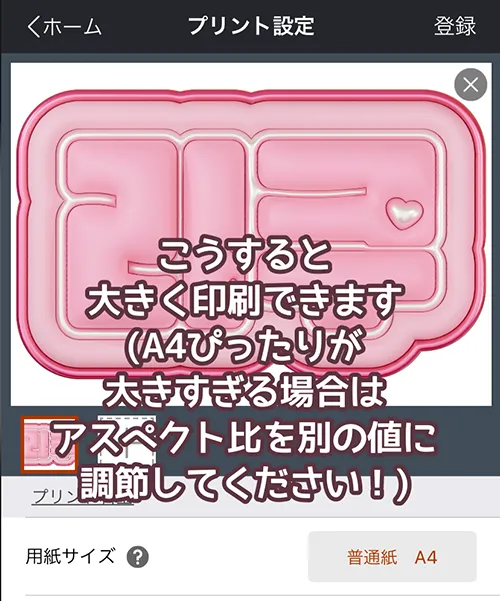 ホーム
プリント設定
登録
こうすると
大きく印刷できます
(A4ぴったりが
大きすぎる場合は
アスペクト比を別の値に
調節してください！)
用紙サイズ ?
普通紙 A4